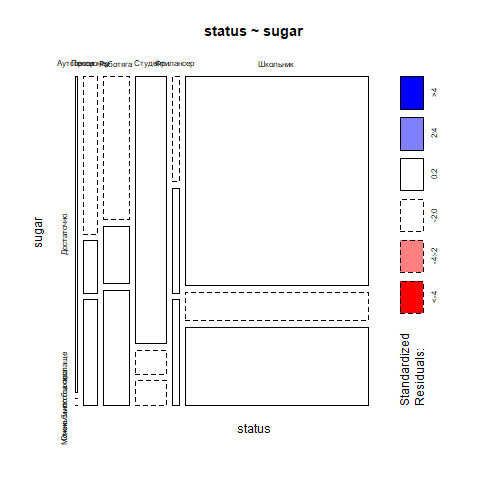 status ~ sugar
Работяга
Студент
Фрилансер
Школьник
sugar
Достаточно
status
Standardized
Residuals:
<-4
-4:-2
-2:0
0:2
2:4
>4